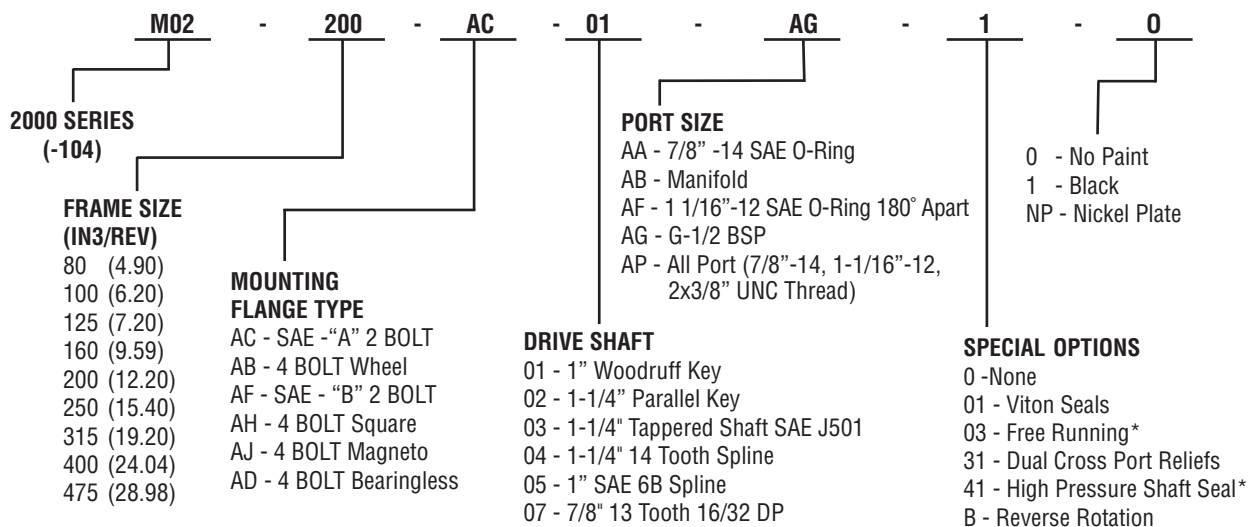 M02 - 200 - AC - 01 - AG - 1 - 0
2000 SERIES
(-104)
FRAME SIZE
(IN3/REV)
80 (4.90)
100 (6.20)
125 (7.20)
160 (9.59)
200 (12.20)
250 (15.40)
315 (19.20)
400 (24.04)
475 (28.98)
MOUNTING
FLANGE TYPE
AC - SAE -“A” 2 BOLT
AB - 4 BOLT Wheel
AF - SAE - “B” 2 BOLT
AH - 4 BOLT Square
AJ - 4 BOLT Magneto
AD - 4 BOLT Bearingless
DRIVE SHAFT
01 - 1” Woodruff Key
02 - 1-1/4” Parallel Key
03 - 1-1/4" Tappered Shaft SAE J501
04 - 1-1/4" 14 Tooth Spline
05 - 1” SAE 6B Spline
07 - 7/8" 13 Tooth 16/32 DP
PORT SIZE
AA - 7/8” -14 SAE O-Ring
AB - Manifold
AF - 1 1/16”-12 SAE O-Ring 180° Apart
AG - G-1/2 BSP
AP - All Port (7/8”-14, 1-1/16”-12,
2x3/8” UNC Thread)
SPECIAL OPTIONS
0 -None
01 - Viton Seals
03 - Free Running*
31 - Dual Cross Port Reliefs
41 - High Pressure Shaft Seal*
B - Reverse Rotation
0 - No Paint
1 - Black
NP - Nickel Plate